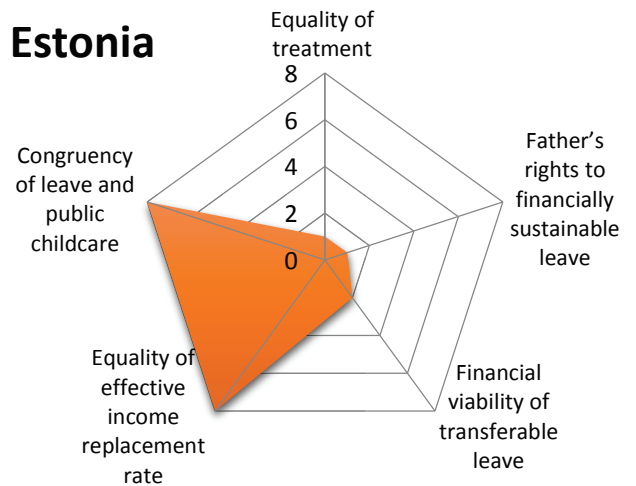 Estonia
Equality of
treatment
8
6
4
2
0
Father’s
rights to
financially
sustainable
leave
Financial
viability of
transferable
leave
Equality of
effective
income
replacement
rate
Congruency
of leave and
public
childcare